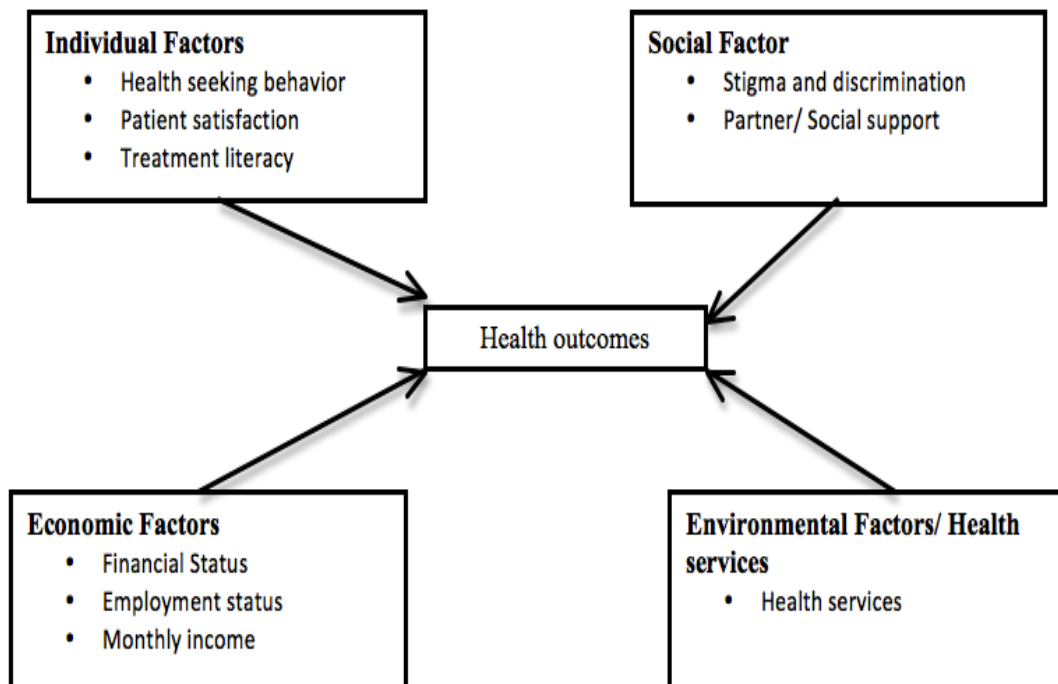 Individual Factors
• Health seeking behavior
• Patient satisfaction
• Treatment literacy
Social Factor
• Stigma and discrimination
• Partner/ Social support
Health outcomes
Economic Factors
• Financial Status
• Employment status
• Monthly income
Environmental Factors/ Health
services
• Health services